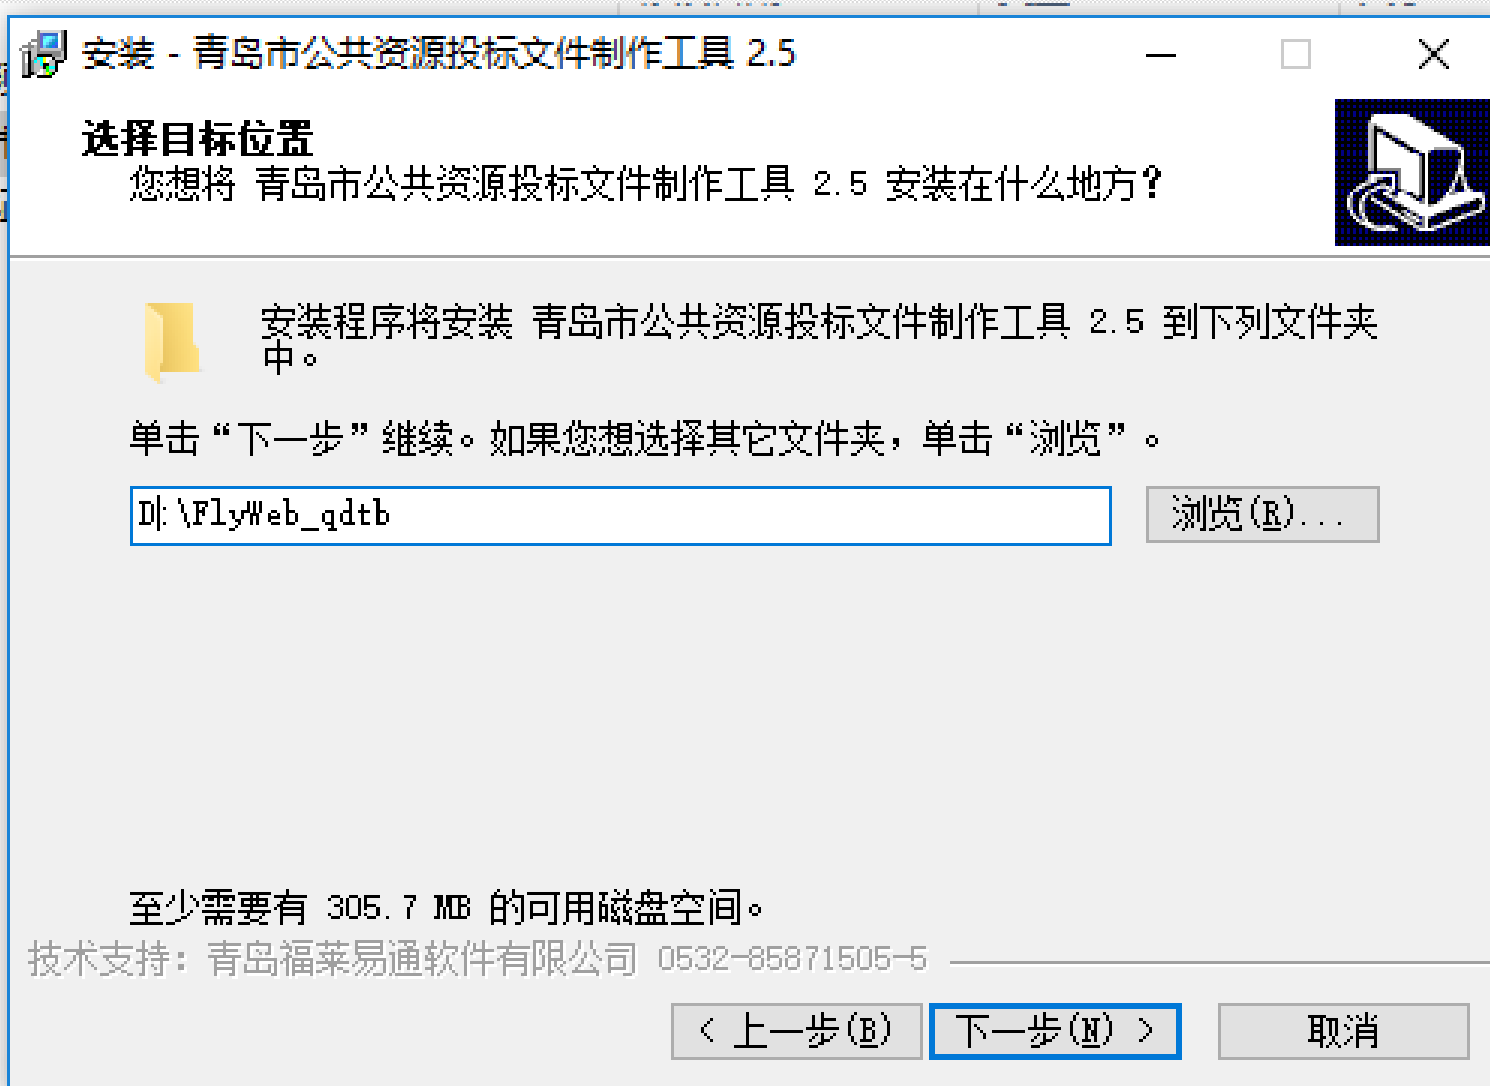 安装 - 青岛市公共资源投标文件制作工具 2.5
选择目标位置
您想将 青岛市公共资源投标文件制作工具 2.5 安装在什么地方？
安装程序将安装 青岛市公共资源投标文件制作工具 2.5 到下列文件夹
中。
单击“下一步”继续。如果您想选择其它文件夹，单击“浏览”。
D:\FlyWeb_qdtb
浏览(R)...
至少需要有 305.7 MB 的可用磁盘空间。
技术支持：青岛福莱易通软件有限公司 0532-85871505-5
< 上一步(B)
下一步(N) >
取消